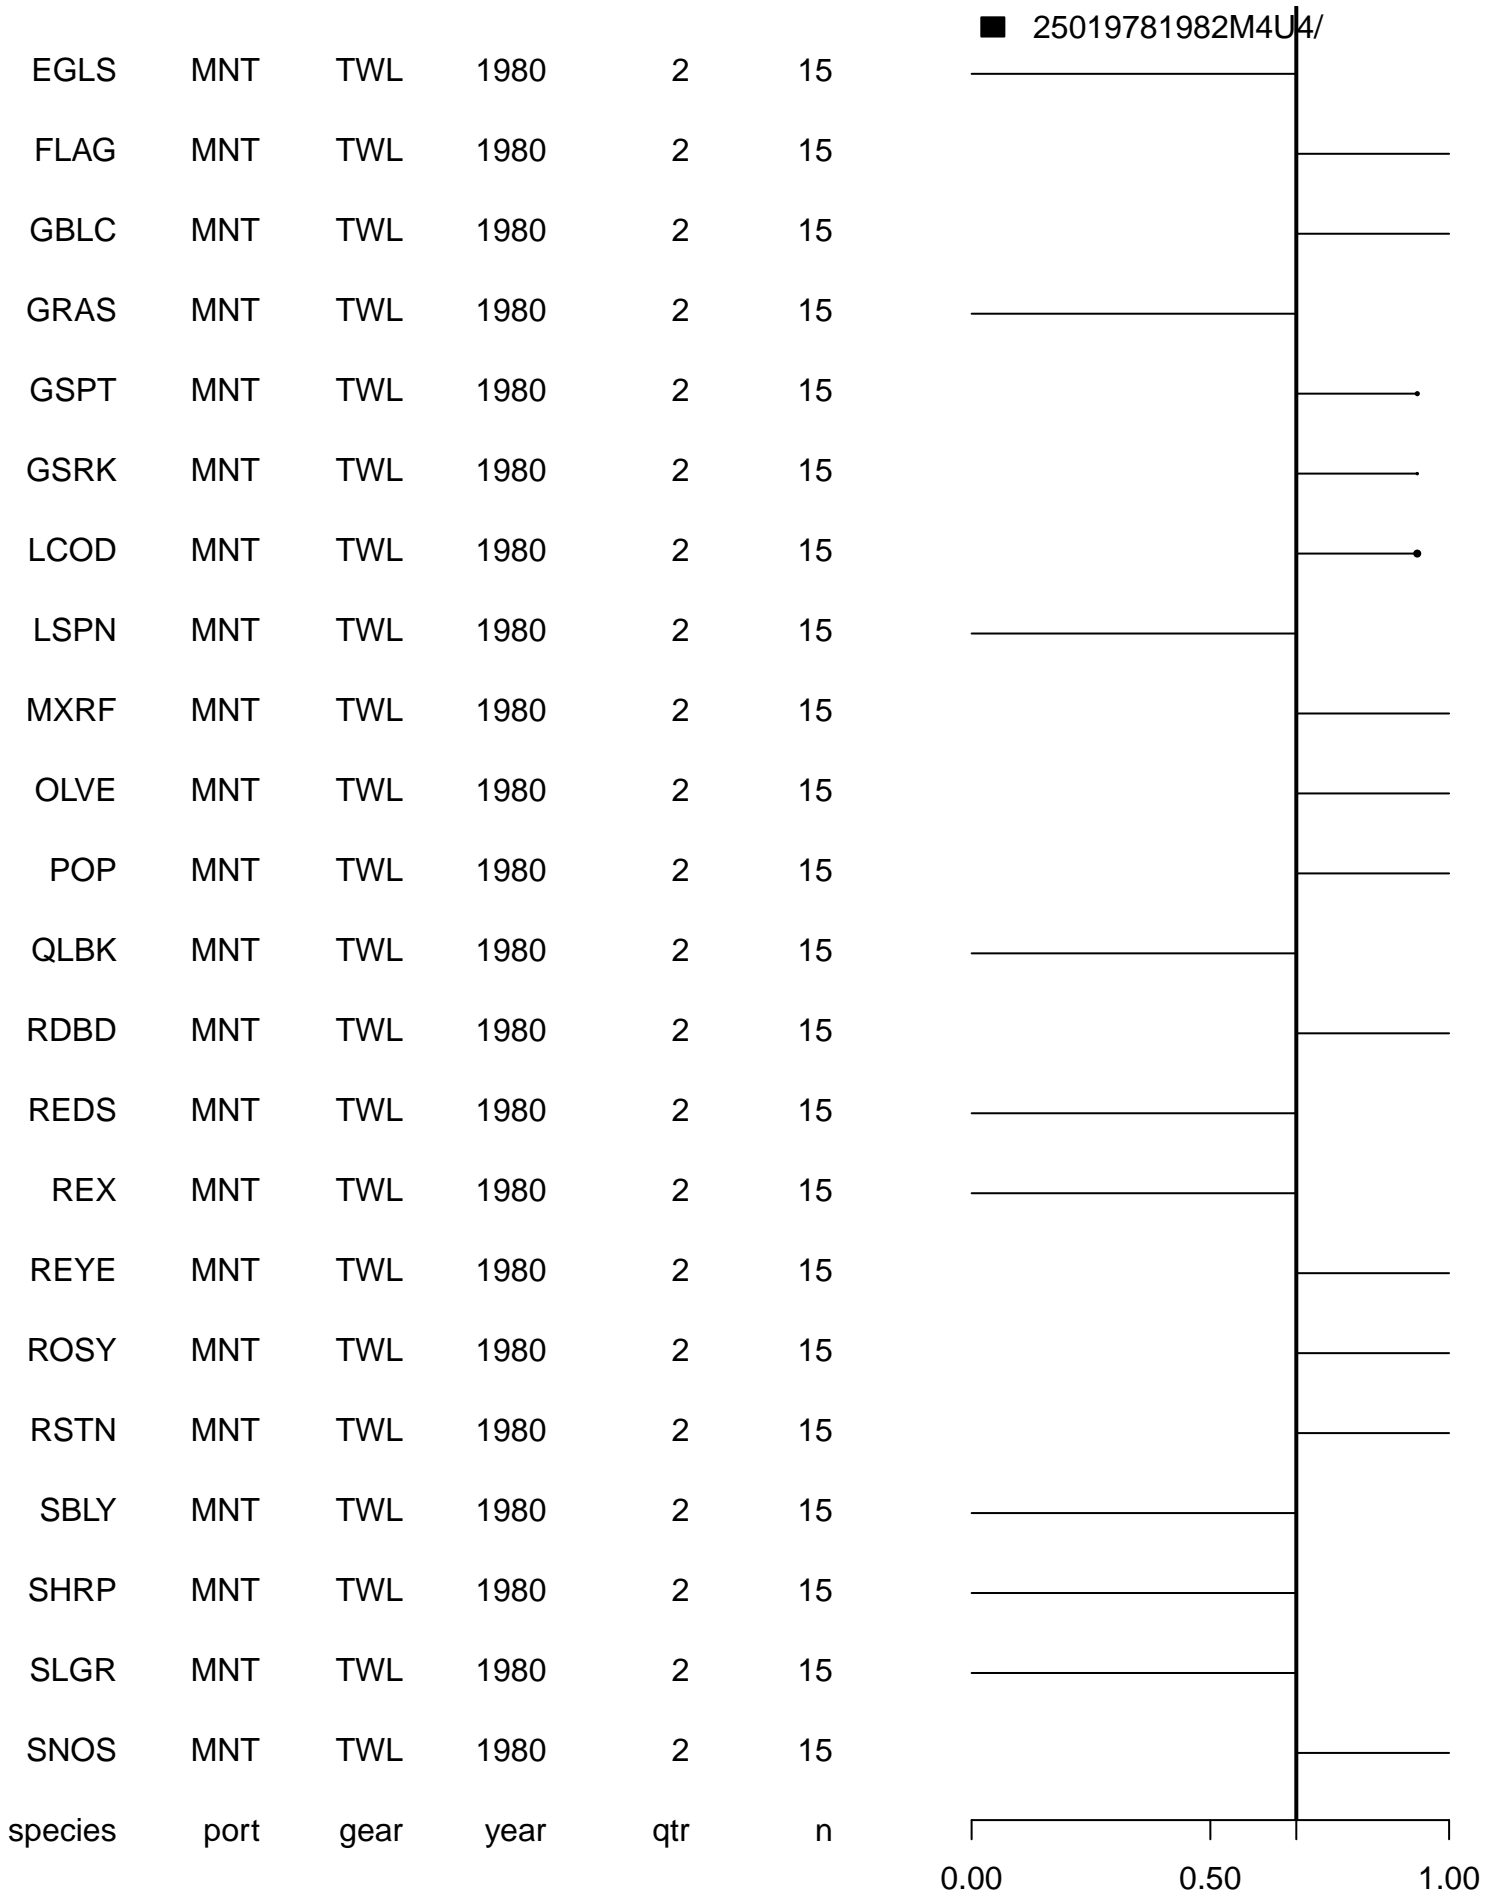 25019781982M4U4/
EGLS MNT TWL 1980 2 15
FLAG MNT TWL 1980 2 15
GBLC MNT TWL 1980 2 15
GRAS MNT TWL 1980 2 15
GSPT MNT TWL 1980 2 15
GSRK MNT TWL 1980 2 15
LCOD MNT TWL 1980 2 15
LSPN MNT TWL 1980 2 15
MXRF MNT TWL 1980 2 15
OLVE MNT TWL 1980 2 15
POP MNT TWL 1980 2 15
QLBK MNT TWL 1980 2 15
RDBD MNT TWL 1980 2 15
REDS MNT TWL 1980 2 15
REX MNT TWL 1980 2 15
REYE MNT TWL 1980 2 15
ROSY MNT TWL 1980 2 15
RSTN MNT TWL 1980 2 15
SBLY MNT TWL 1980 2 15
SHRP MNT TWL 1980 2 15
SLGR MNT TWL 1980 2 15
SNOS MNT TWL 1980 2 15
species port gear year qtr n
0.00 0.50 1.00